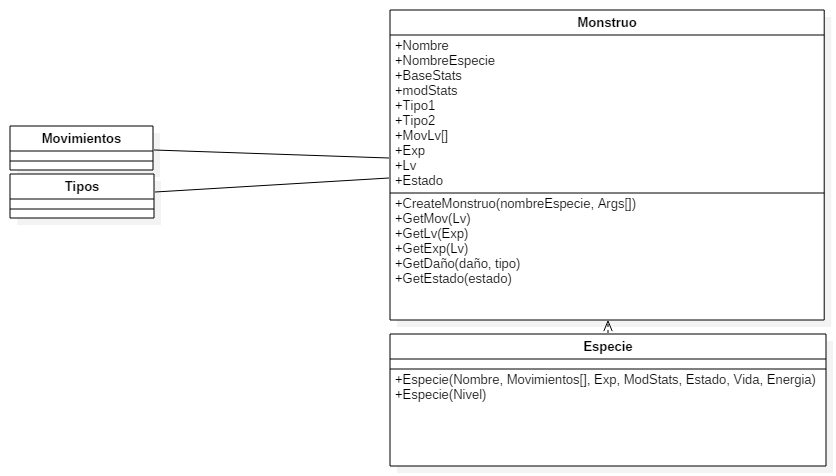 Monstruo
+Nombre
+NombreEspecie
+BaseStats
+modStats
+Tipo1
+Tipo2
+MovLv[]
+Exp
+Lv
+Estado
+CreateMonstruo(nombreEspecie, Args[])
+GetMov(Lv)
+GetLv(Exp)
+GetExp(Lv)
+GetDaño(daño, tipo)
+GetEstado(estado)
Movimientos
Tipos
Especie
+Especie(Nombre, Movimientos[], Exp, ModStats, Estado, Vida, Energia)
+Especie(Nivel)